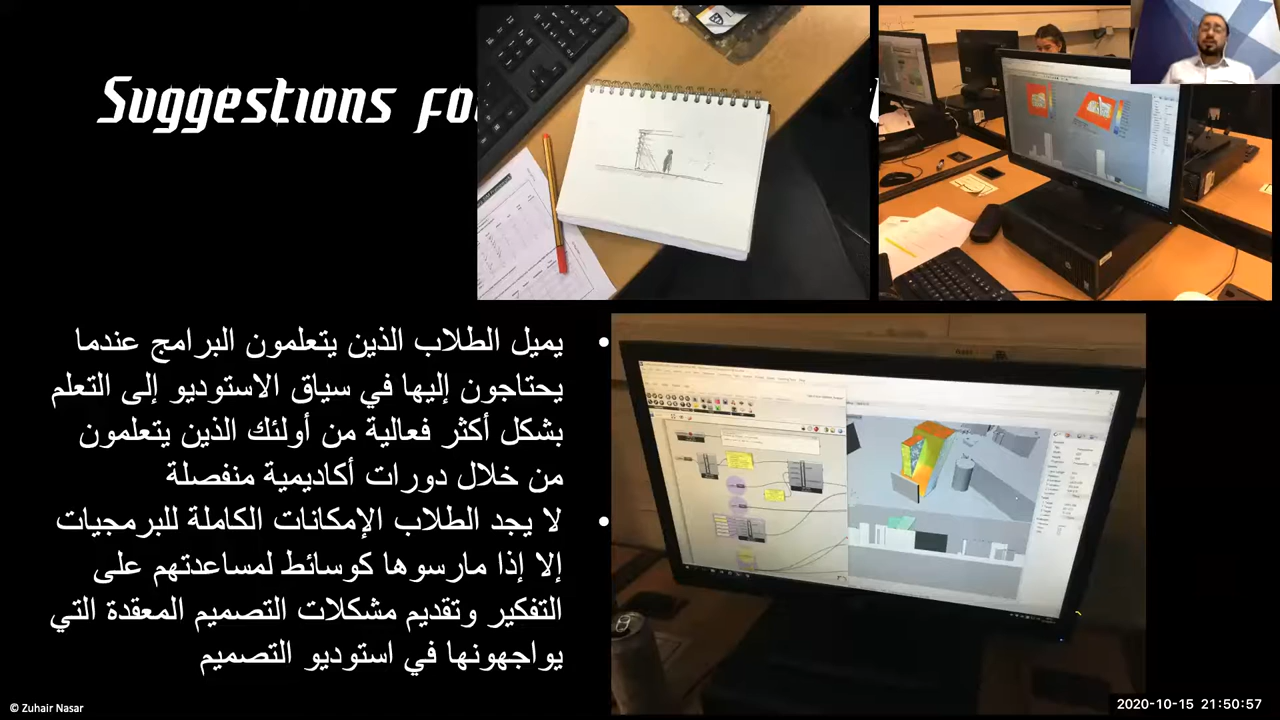 Suggestions
يميل الطلاب الذين يتعلمون البرامج عندما
يحتاجون إليها في سياق الاستوديو إلى التعلم
بشكل أكثر فعالية من أولئك الذين يتعلمون
من خلال دورات أكاديمية منفصلة
لا يجد الطلاب الإمكانات الكاملة للبرمجيات
إلا إذا مارسوها كوسائط لمساعدتهم على
التفكير وتقديم مشكلات التصميم المعقدة التي
يواجهونها في استوديو التصميم
© Zuhair Nasar
2020-10-15 21:50:57